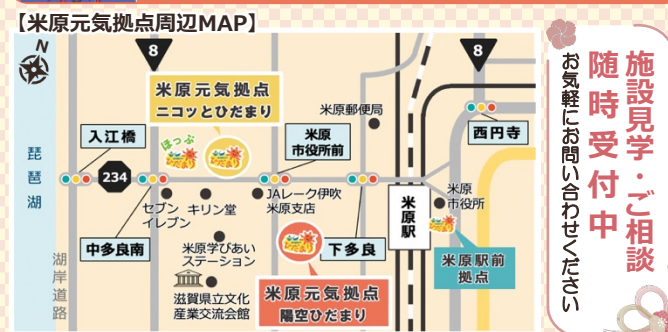 【米原元気拠点周辺MAP】
N
8
8
米原元気拠点
ニコッとひだまり
米原郵便局
入江橋
ほっぷ
米原
市役所前
西円寺
琵琶湖
234
セブン
イレブン
キリン堂
JAレーク伊吹
米原支店
米原駅
米原
市役所
中多良南
米原学びあい
ステーション
下多良
米原駅前
拠点
湖岸道路
滋賀県立文化
産業交流会館
米原元気拠点
陽空ひだまり
施設見学・ご相談
随時受付中
お気軽にお問い合わせください